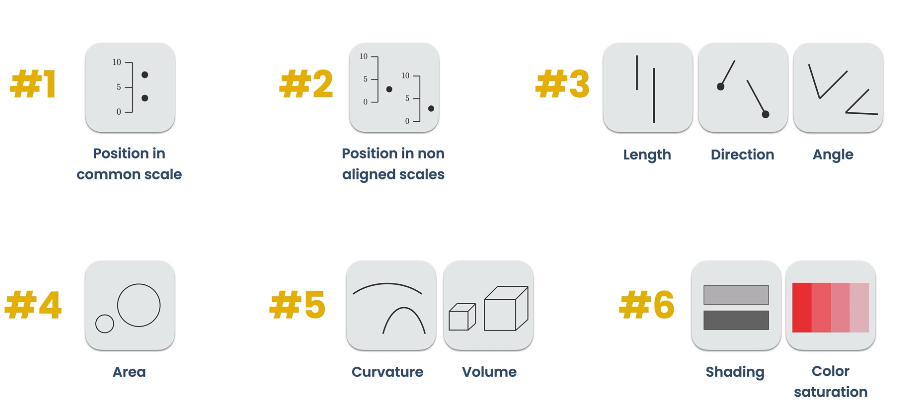 #1
10
5
0
Position in
common scale
#2
10
5
0
10
5
0
Position in non
aligned scales
#3
Length
Direction
Angle
#4
Area
#5
Curvature
Volume
#6
Shading
Color
saturation